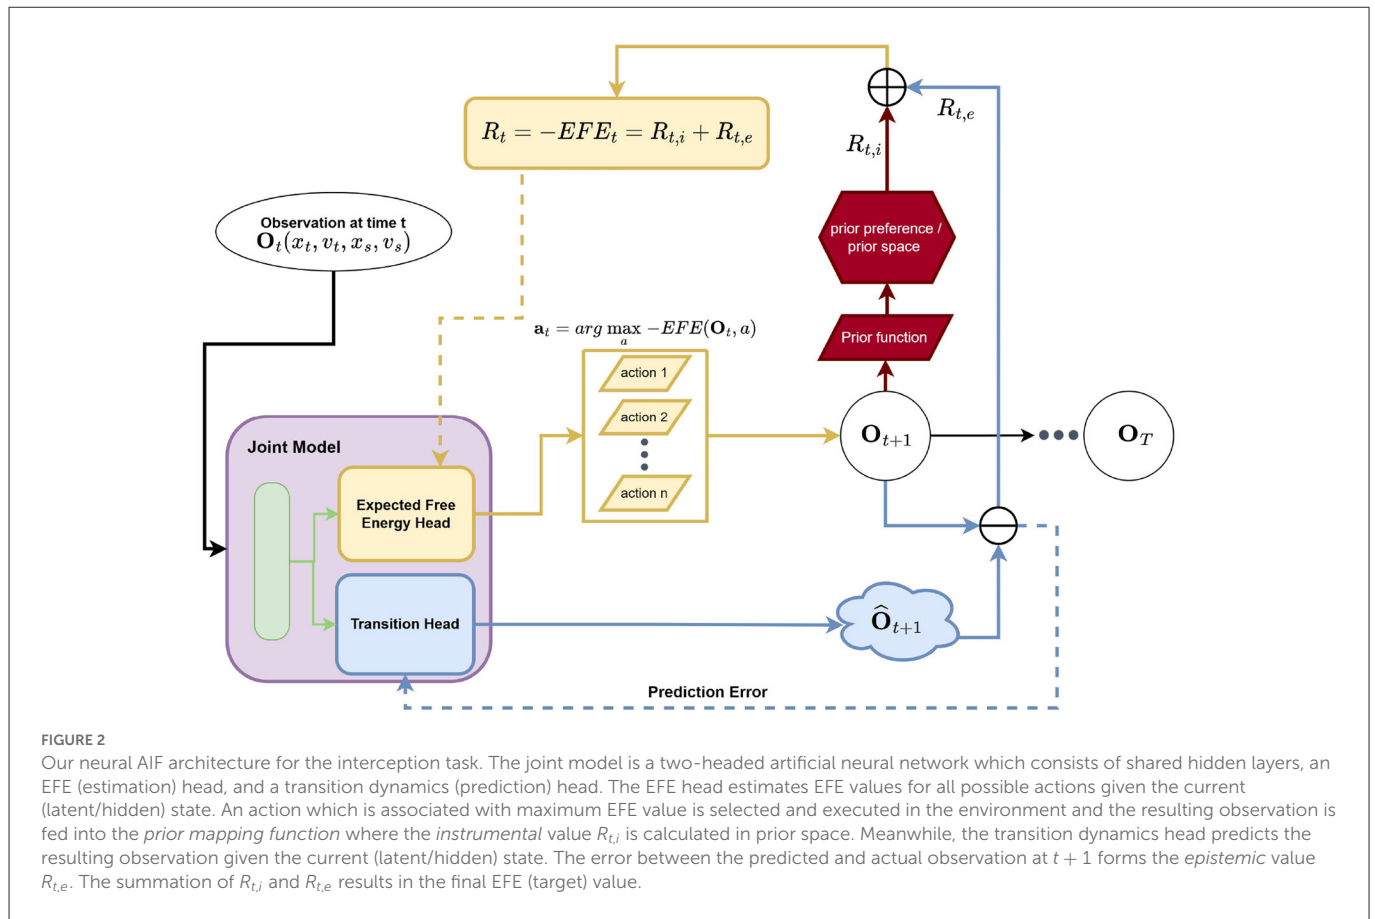 R_{t,e}
R_t = −EFE_t = R_{t,i} + R_{t,e}
R_{t,i}
Observation at time t
O_t(x_t, v_t, x_s, v_s)
prior preference /
prior space
a_t = arg max_a −EFE(O_t, a)
Prior function
action 1
action 2
action n
O_{t+1}
O_T
Joint Model
Expected Free
Energy Head
Transition Head
Ô_{t+1}
Prediction Error
FIGURE 2
Our neural AIF architecture for the interception task. The joint model is a two-headed artificial neural network which consists of shared hidden layers, an
EFE (estimation) head, and a transition dynamics (prediction) head. The EFE head estimates EFE values for all possible actions given the current
(latent/hidden) state. An action which is associated with maximum EFE value is selected and executed in the environment and the resulting observation is
fed into the prior mapping function where the instrumental value R_{t,i} is calculated in prior space. Meanwhile, the transition dynamics head predicts the
resulting observation given the current (latent/hidden) state. The error between the predicted and actual observation at t + 1 forms the epistemic value
R_{t,e}. The summation of R_{t,i} and R_{t,e} results in the final EFE (target) value.